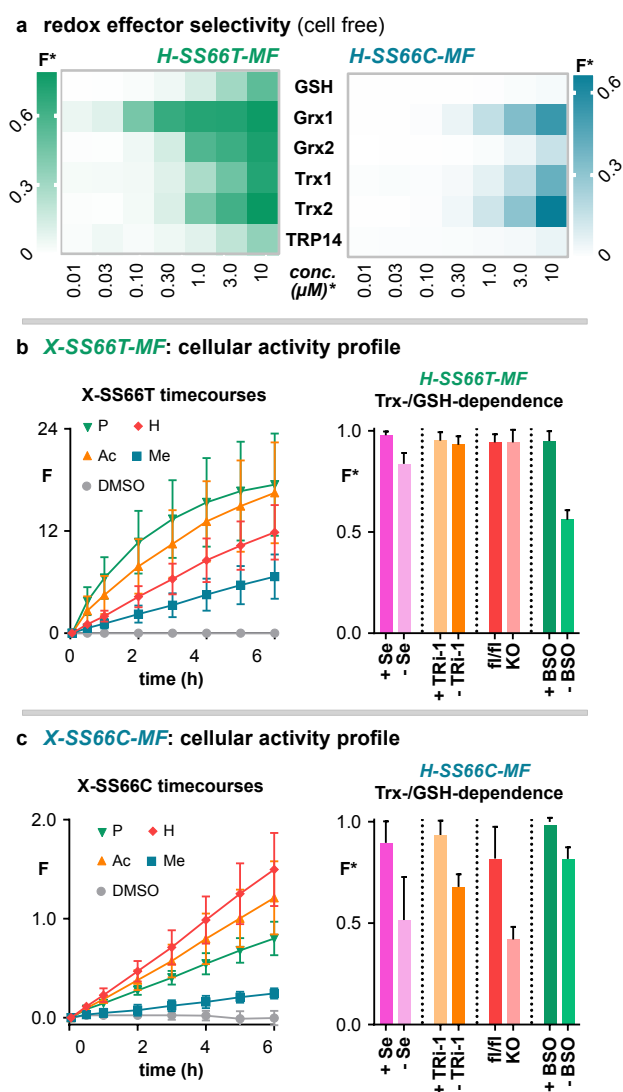 a redox effector selectivity (cell free)
F* H-SS66T-MF H-SS66C-MF F*
0.6
0.3
0
GSH
Grx1
Grx2
Trx1
Trx2
TRP14
0.6
0.3
0
0.01 0.03 0.10 0.30 1.0 3.0 10 conc. (μM)* 0.01 0.03 0.10 0.30 1.0 3.0 10
b X-SS66T-MF: cellular activity profile
X-SS66T timecourses
P H
Ac Me
DMSO
F
24
12
0
0 2 4 6
time (h)
H-SS66T-MF
Trx-/GSH-dependence
F*
1.0
0.5
0.0
+ Se - Se + TRi-1 - TRi-1 fl/fl KO + BSO - BSO
c X-SS66C-MF: cellular activity profile
X-SS66C timecourses
P H
Ac Me
DMSO
F
2.0
1.0
0.0
0 2 4 6
time (h)
H-SS66C-MF
Trx-/GSH-dependence
F*
1.0
0.5
0.0
+ Se - Se + TRi-1 - TRi-1 fl/fl KO + BSO - BSO